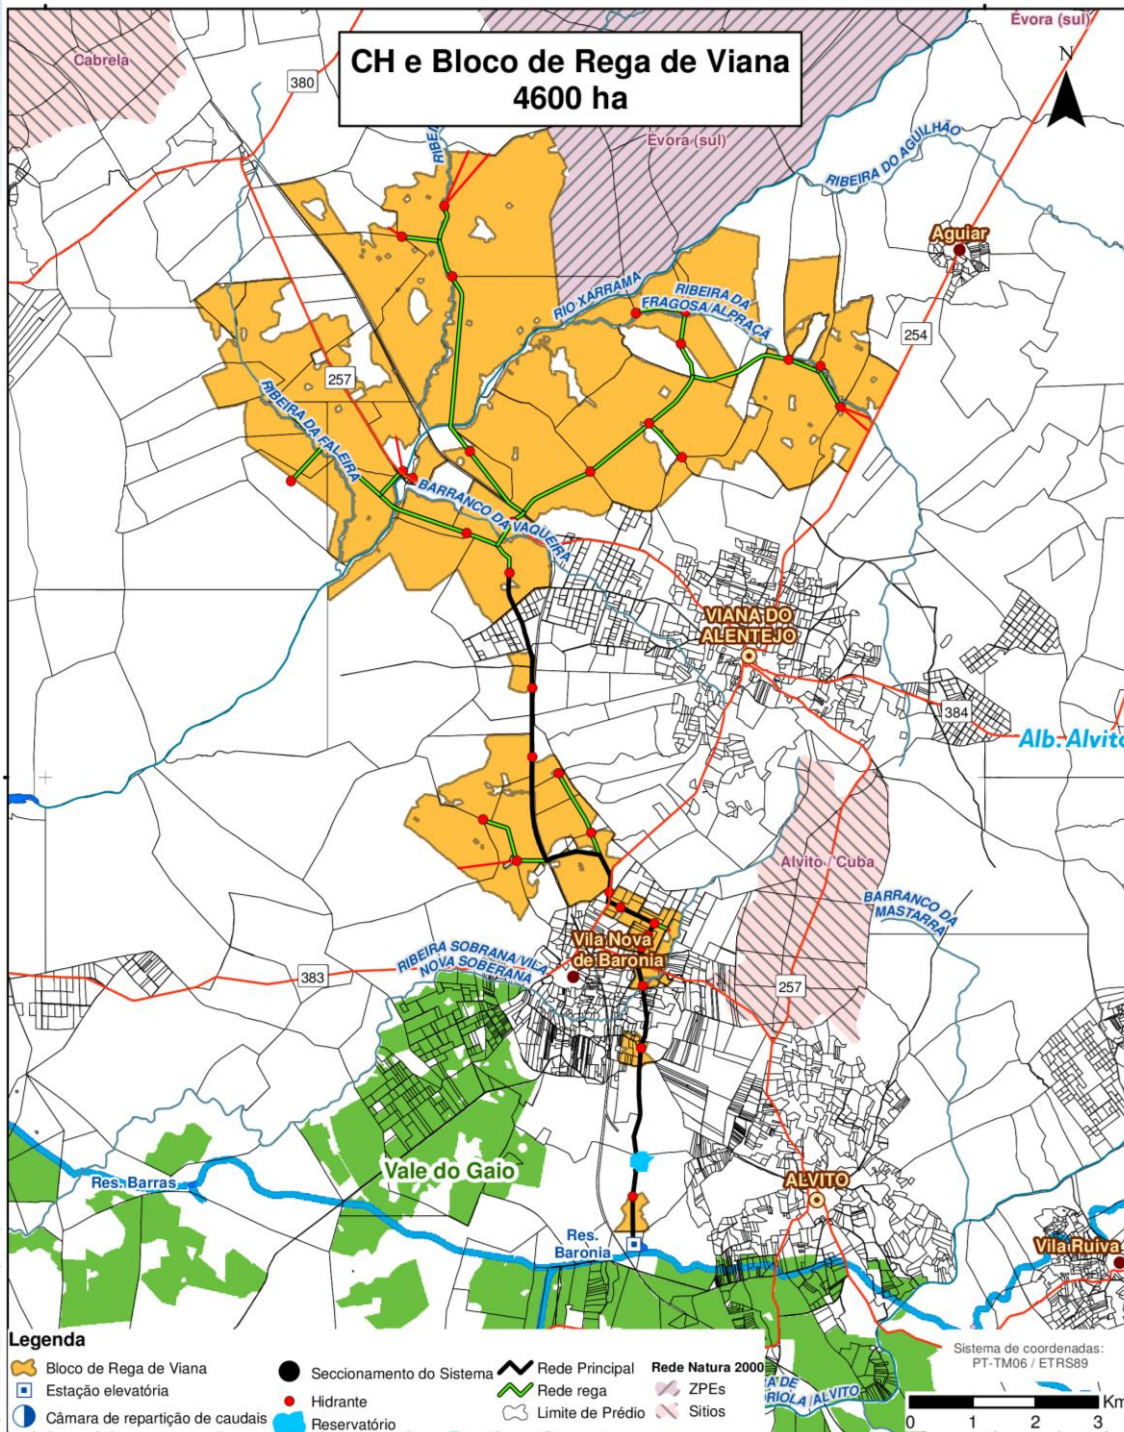 Évora (sul)
Cabrela
N
380
CH e Bloco de Rega de Viana
4600 ha
Évora (sul)
RIBEIRA DO AGUILHÃO
Aguiar
RIO XARRAMA
RIBEIRA DA
FRAGOSA/ALPRAÇÃ
254
257
RIBEIRA DA FALEIRA
BARRANCO DA VAQUEIRA
VIANA DO
ALENTEJO
384
Alb. Alvito
Alvito / Cuba
BARRANCO DA
MASTARRA
Vila Nova
de Baronia
RIBEIRA SOBRANA/VILA
NOVA SOBERANA
383
257
Vale do Gaio
Res. Barras
ALVITO
Res.
Baronia
Vila Ruiva
Legenda
Bloco de Rega de Viana
Estação elevatória
Câmara de repartição de caudais
Seccionamento do Sistema
Hidrante
Reservatório
Rede Principal
Rede rega
Limite de Prédio
Rede Natura 2000
ZPEs
Sitios
Sistema de coordenadas:
PT-TM06 / ETRS89
Km
0 1 2 3